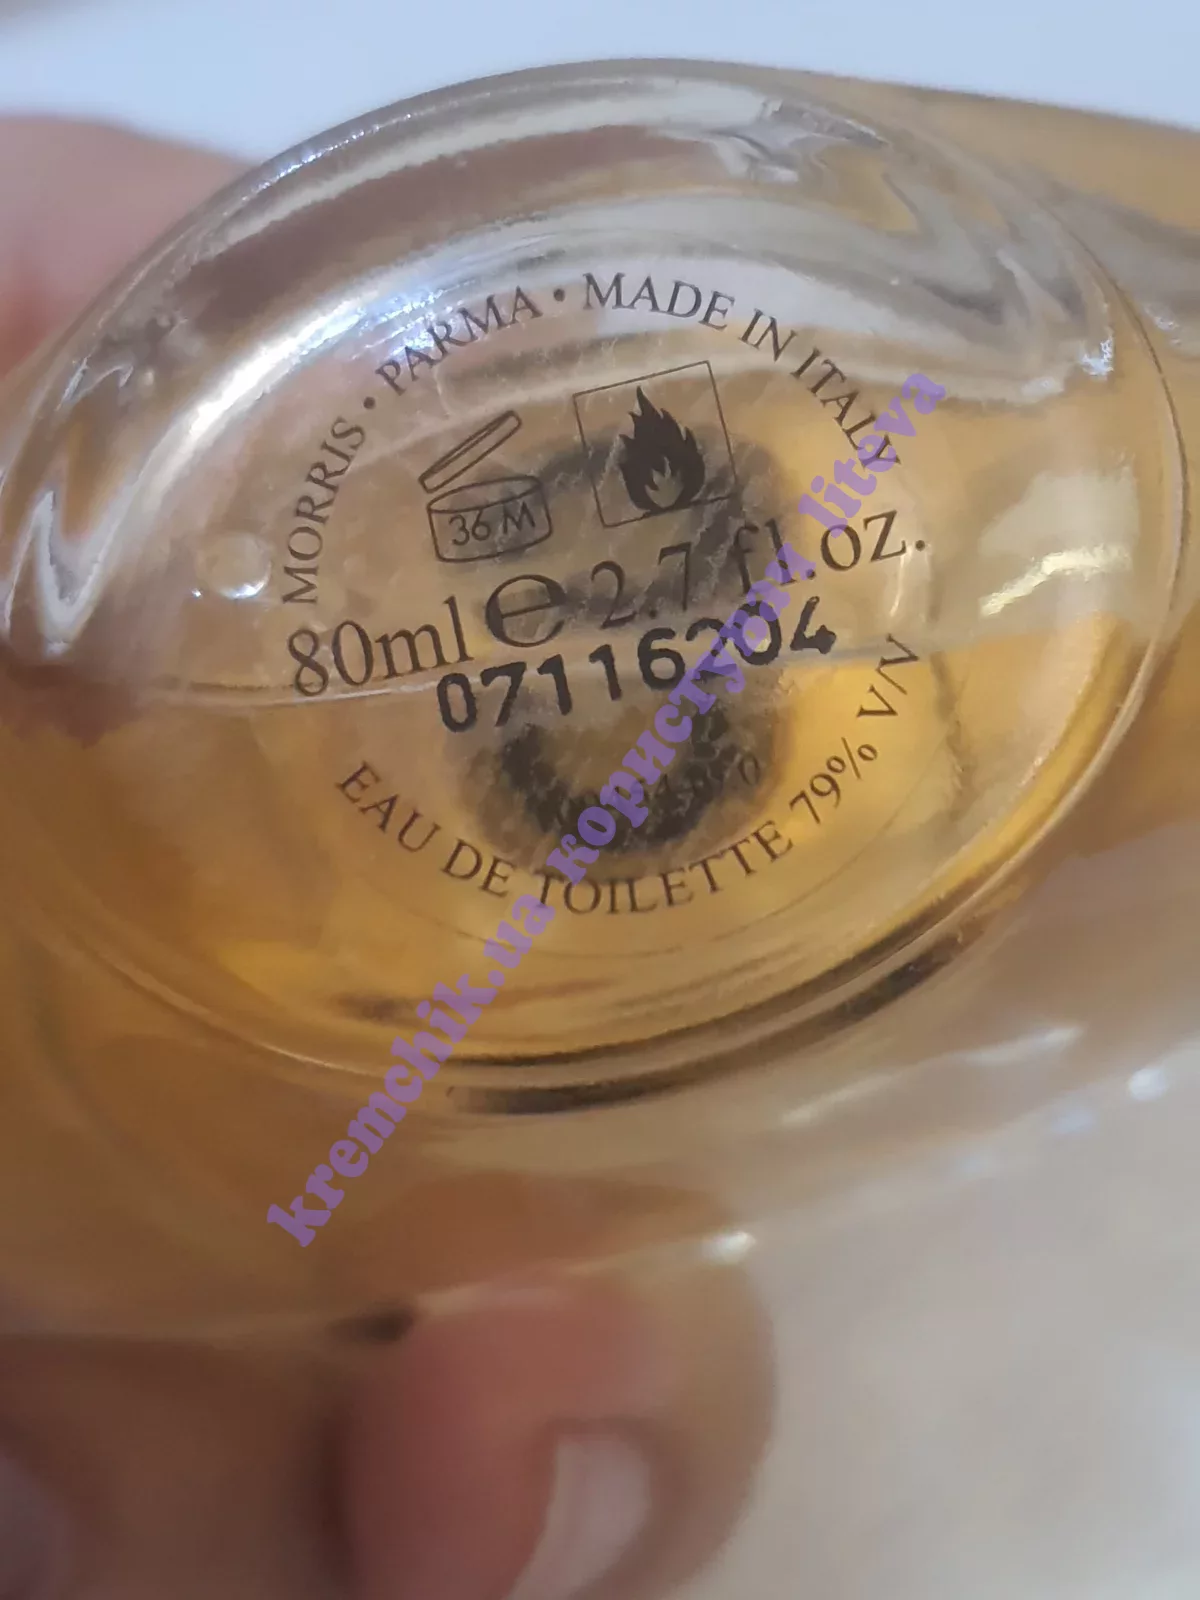 MORRIS • PARMA • MADE IN ITALY
36 M
80ml e 2.7 fl.oz.
07116204
EAU DE TOILETTE 79% V/V
kremchik.ua користувач liteva